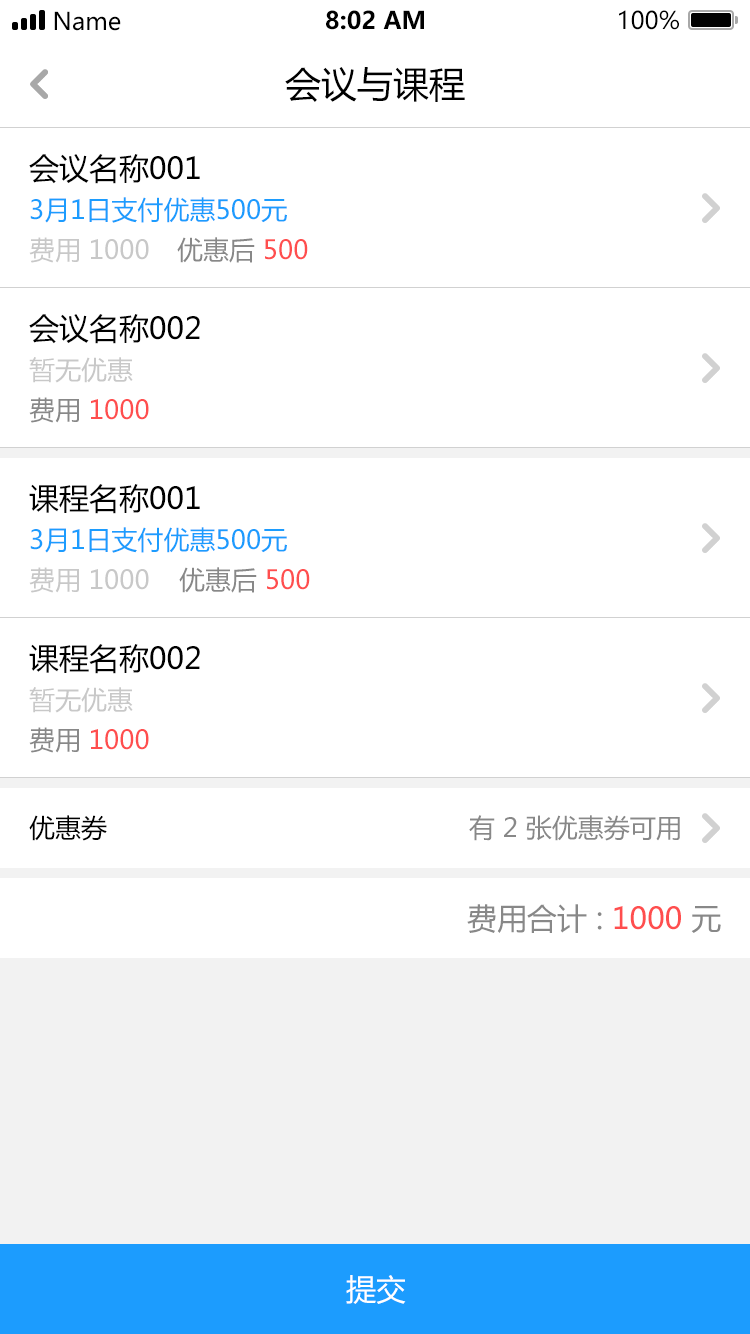 Name 8:02 AM 100%
会议与课程
会议名称001
3月1日支付优惠500元
费用 1000 优惠后 500
会议名称002
暂无优惠
费用 1000
课程名称001
3月1日支付优惠500元
费用 1000 优惠后 500
课程名称002
暂无优惠
费用 1000
优惠券 有 2 张优惠券可用
费用合计 : 1000 元
提交